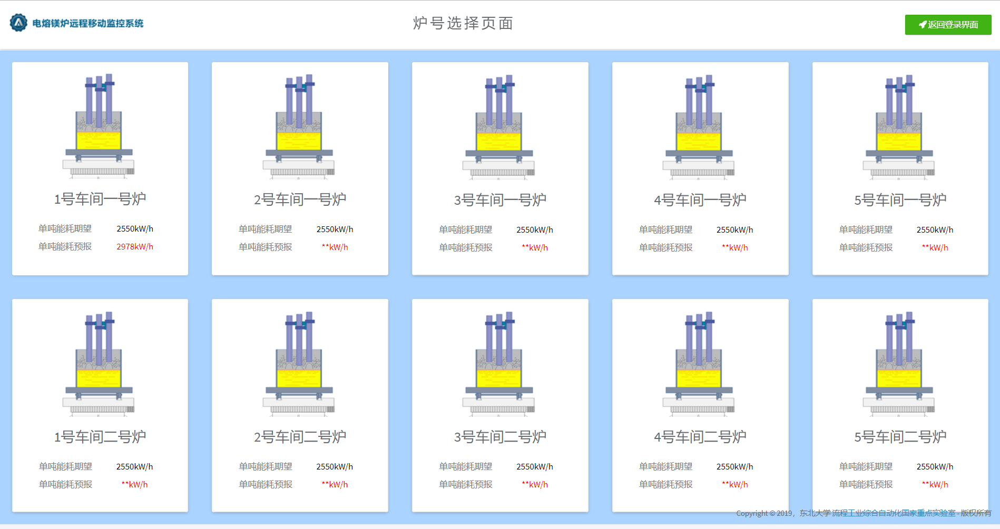 电熔镁炉远程移动监控系统
炉号选择页面
返回登录界面
1号车间一号炉
单吨能耗期望 2550kW/h
单吨能耗预报 2978kW/h
2号车间一号炉
单吨能耗期望 2550kW/h
单吨能耗预报 **kW/h
3号车间一号炉
单吨能耗期望 2550kW/h
单吨能耗预报 **kW/h
4号车间一号炉
单吨能耗期望 2550kW/h
单吨能耗预报 **kW/h
5号车间一号炉
单吨能耗期望 2550kW/h
单吨能耗预报 **kW/h
1号车间二号炉
单吨能耗期望 2550kW/h
单吨能耗预报 **kW/h
2号车间二号炉
单吨能耗期望 2550kW/h
单吨能耗预报 **kW/h
3号车间二号炉
单吨能耗期望 2550kW/h
单吨能耗预报 **kW/h
4号车间二号炉
单吨能耗期望 2550kW/h
单吨能耗预报 **kW/h
5号车间二号炉
单吨能耗期望 2550kW/h
单吨能耗预报 **kW/h
Copyright © 2019，东北大学 流程工业综合自动化国家重点实验室 - 版权所有